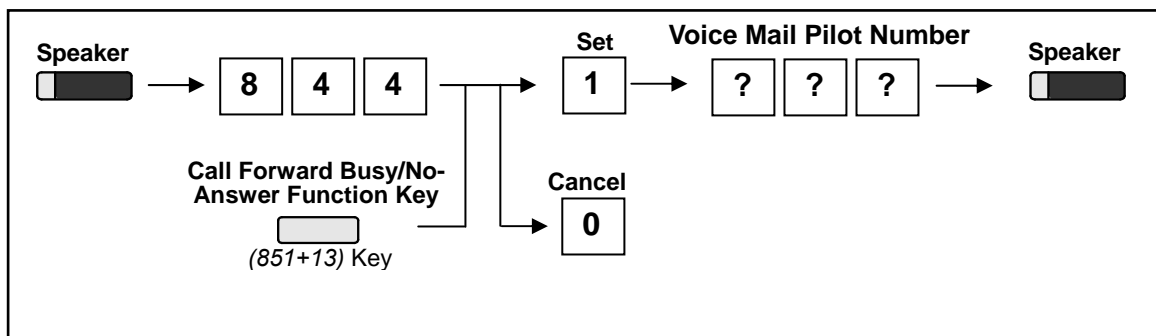 Speaker
8 4 4
Call Forward Busy/No-
Answer Function Key
(851+13) Key
Set
1
Cancel
0
Voice Mail Pilot Number
? ? ?
Speaker